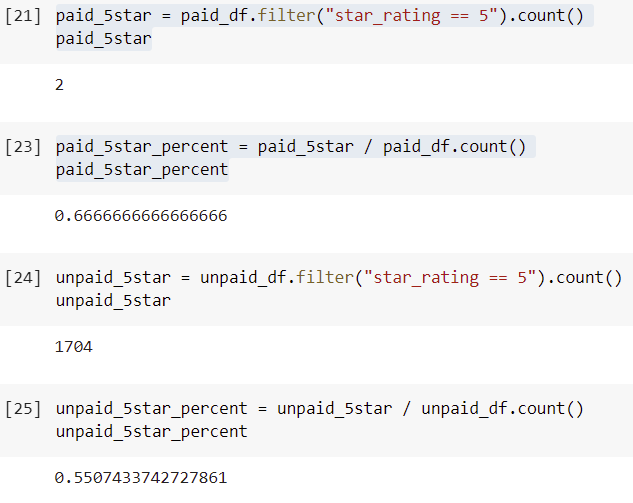 [21] paid_5star = paid_df.filter("star_rating == 5").count()
paid_5star
2
[23] paid_5star_percent = paid_5star / paid_df.count()
paid_5star_percent
0.6666666666666666
[24] unpaid_5star = unpaid_df.filter("star_rating == 5").count()
unpaid_5star
1704
[25] unpaid_5star_percent = unpaid_5star / unpaid_df.count()
unpaid_5star_percent
0.5507433742727861